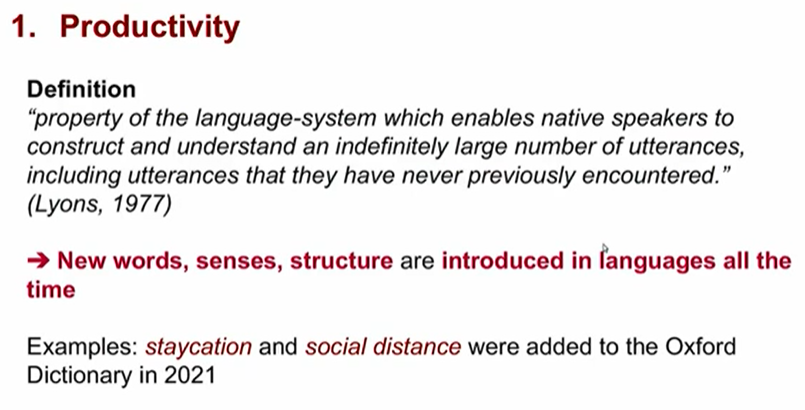 1. Productivity
Definition
“property of the language-system which enables native speakers to
construct and understand an indefinitely large number of utterances,
including utterances that they have never previously encountered.”
(Lyons, 1977)
➔ New words, senses, structure are introduced in languages all the
time
Examples: staycation and social distance were added to the Oxford
Dictionary in 2021